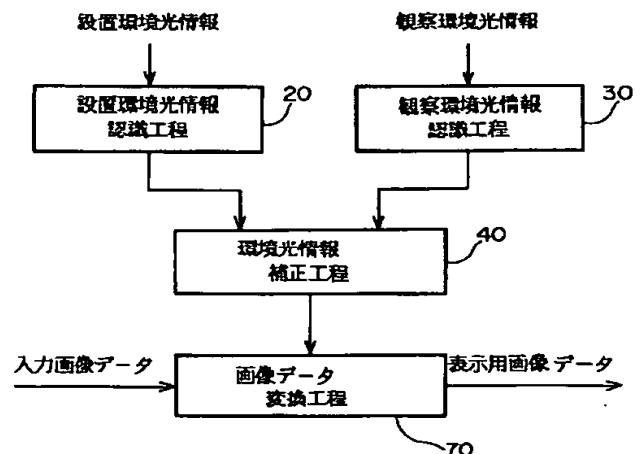 設置環境光情報
観察環境光情報
設置環境光情報
認識工程
20
観察環境光情報
認識工程
30
環境光情報
補正工程
40
入力画像データ
画像データ
変換工程
表示用画像データ
70